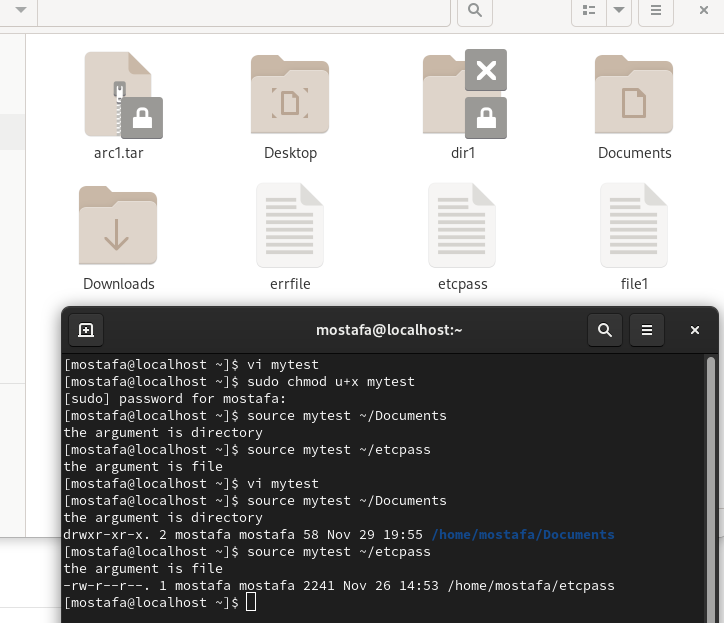 arc1.tar
Desktop
dir1
Documents
Downloads
errfile
etcpass
file1
mostafa@localhost:~
[mostafa@localhost ~]$ vi mytest
[mostafa@localhost ~]$ sudo chmod u+x mytest
[sudo] password for mostafa:
[mostafa@localhost ~]$ source mytest ~/Documents
the argument is directory
[mostafa@localhost ~]$ source mytest ~/etcpass
the argument is file
[mostafa@localhost ~]$ vi mytest
[mostafa@localhost ~]$ source mytest ~/Documents
the argument is directory
drwxr-xr-x. 2 mostafa mostafa 58 Nov 29 19:55 /home/mostafa/Documents
[mostafa@localhost ~]$ source mytest ~/etcpass
the argument is file
-rw-r--r--. 1 mostafa mostafa 2241 Nov 26 14:53 /home/mostafa/etcpass
[mostafa@localhost ~]$